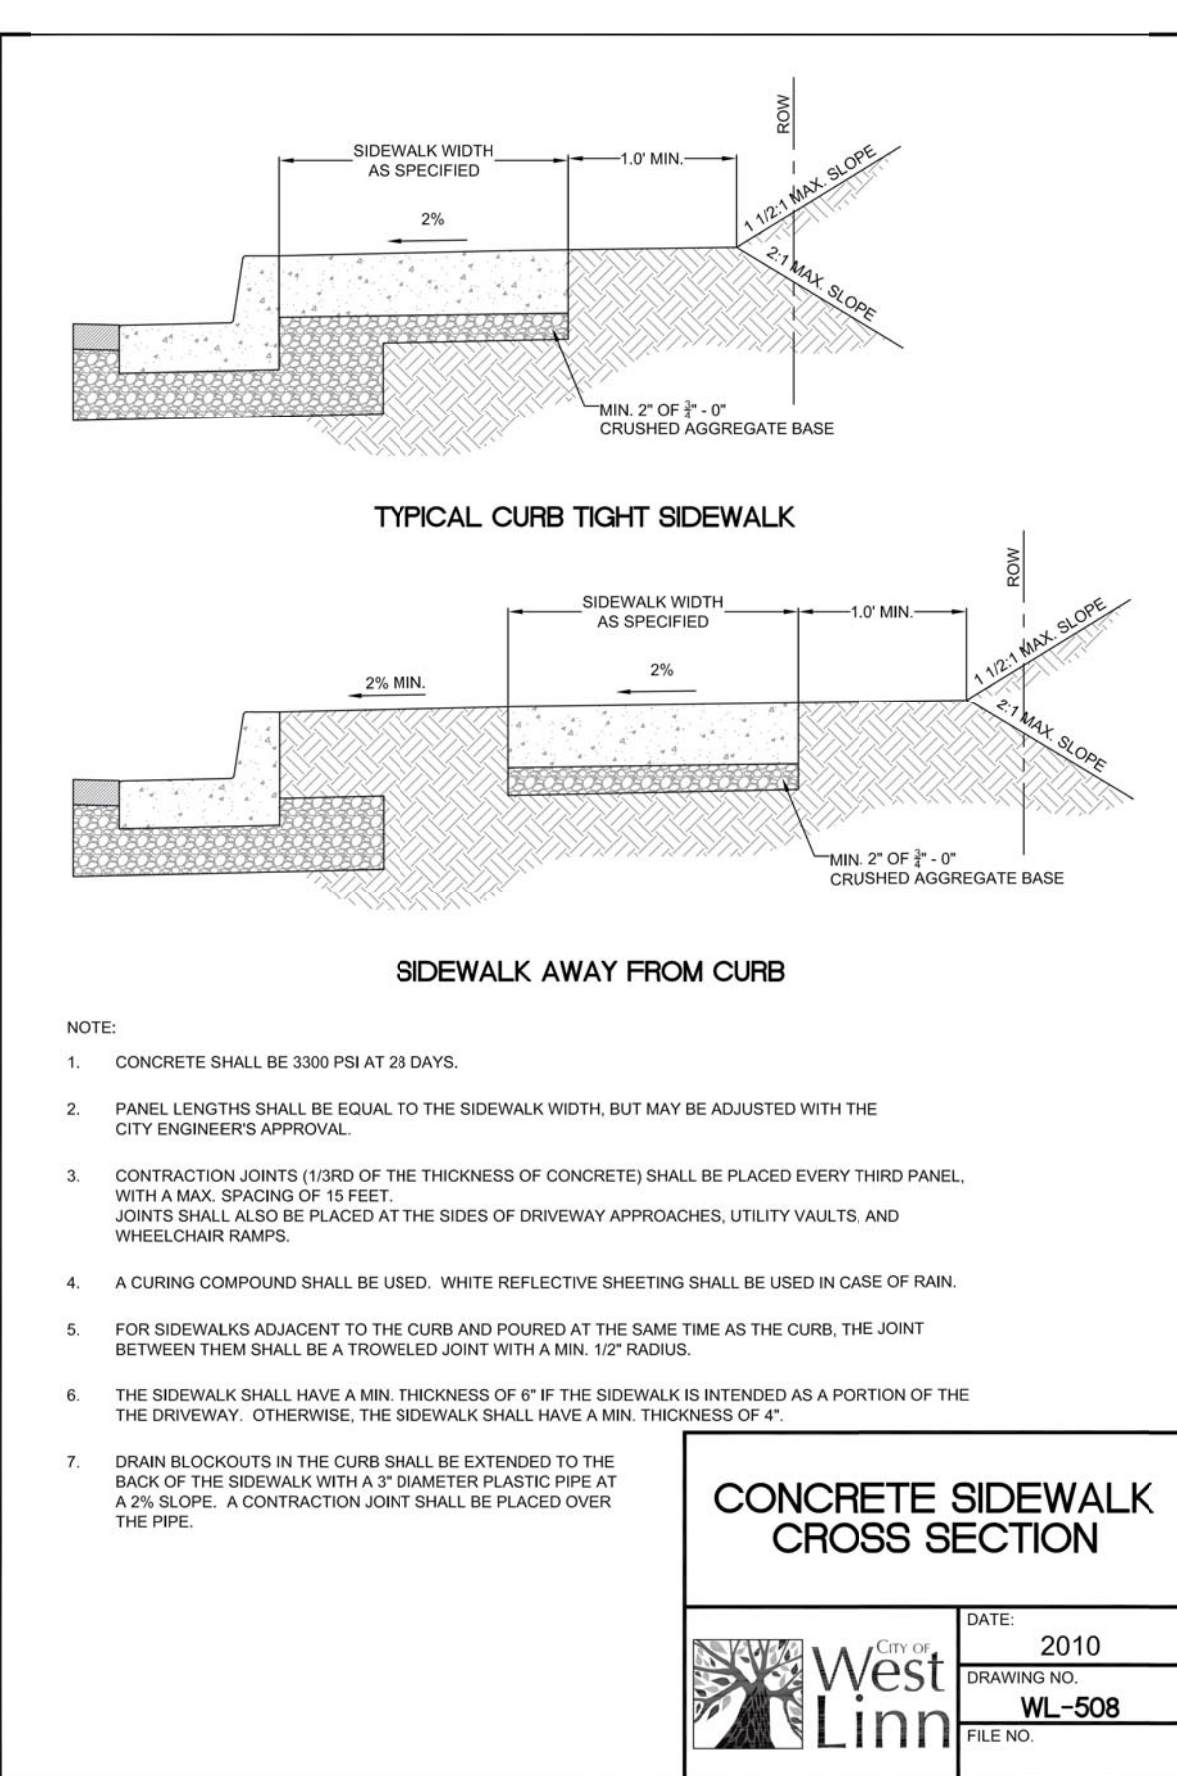 ROW
SIDEWALK WIDTH
AS SPECIFIED
1.0' MIN.
2%
1 1/2:1 MAX. SLOPE
2:1 MAX. SLOPE
MIN. 2" OF 3/4" - 0"
CRUSHED AGGREGATE BASE
TYPICAL CURB TIGHT SIDEWALK
ROW
SIDEWALK WIDTH
AS SPECIFIED
1.0' MIN.
2% MIN.
2%
1 1/2:1 MAX. SLOPE
2:1 MAX. SLOPE
MIN. 2" OF 3/4" - 0"
CRUSHED AGGREGATE BASE
SIDEWALK AWAY FROM CURB
NOTE:
1. CONCRETE SHALL BE 3300 PSI AT 28 DAYS.
2. PANEL LENGTHS SHALL BE EQUAL TO THE SIDEWALK WIDTH, BUT MAY BE ADJUSTED WITH THE
CITY ENGINEER'S APPROVAL.
3. CONTRACTION JOINTS (1/3RD OF THE THICKNESS OF CONCRETE) SHALL BE PLACED EVERY THIRD PANEL,
WITH A MAX. SPACING OF 15 FEET.
JOINTS SHALL ALSO BE PLACED AT THE SIDES OF DRIVEWAY APPROACHES, UTILITY VAULTS, AND
WHEELCHAIR RAMPS.
4. A CURING COMPOUND SHALL BE USED. WHITE REFLECTIVE SHEETING SHALL BE USED IN CASE OF RAIN.
5. FOR SIDEWALKS ADJACENT TO THE CURB AND POURED AT THE SAME TIME AS THE CURB, THE JOINT
BETWEEN THEM SHALL BE A TROWELED JOINT WITH A MIN. 1/2" RADIUS.
6. THE SIDEWALK SHALL HAVE A MIN. THICKNESS OF 6" IF THE SIDEWALK IS INTENDED AS A PORTION OF THE
THE DRIVEWAY. OTHERWISE, THE SIDEWALK SHALL HAVE A MIN. THICKNESS OF 4".
7. DRAIN BLOCKOUTS IN THE CURB SHALL BE EXTENDED TO THE
BACK OF THE SIDEWALK WITH A 3" DIAMETER PLASTIC PIPE AT
A 2% SLOPE. A CONTRACTION JOINT SHALL BE PLACED OVER
THE PIPE.
CONCRETE SIDEWALK
CROSS SECTION
CITY OF
West
Linn
DATE:
2010
DRAWING NO.
WL-508
FILE NO.